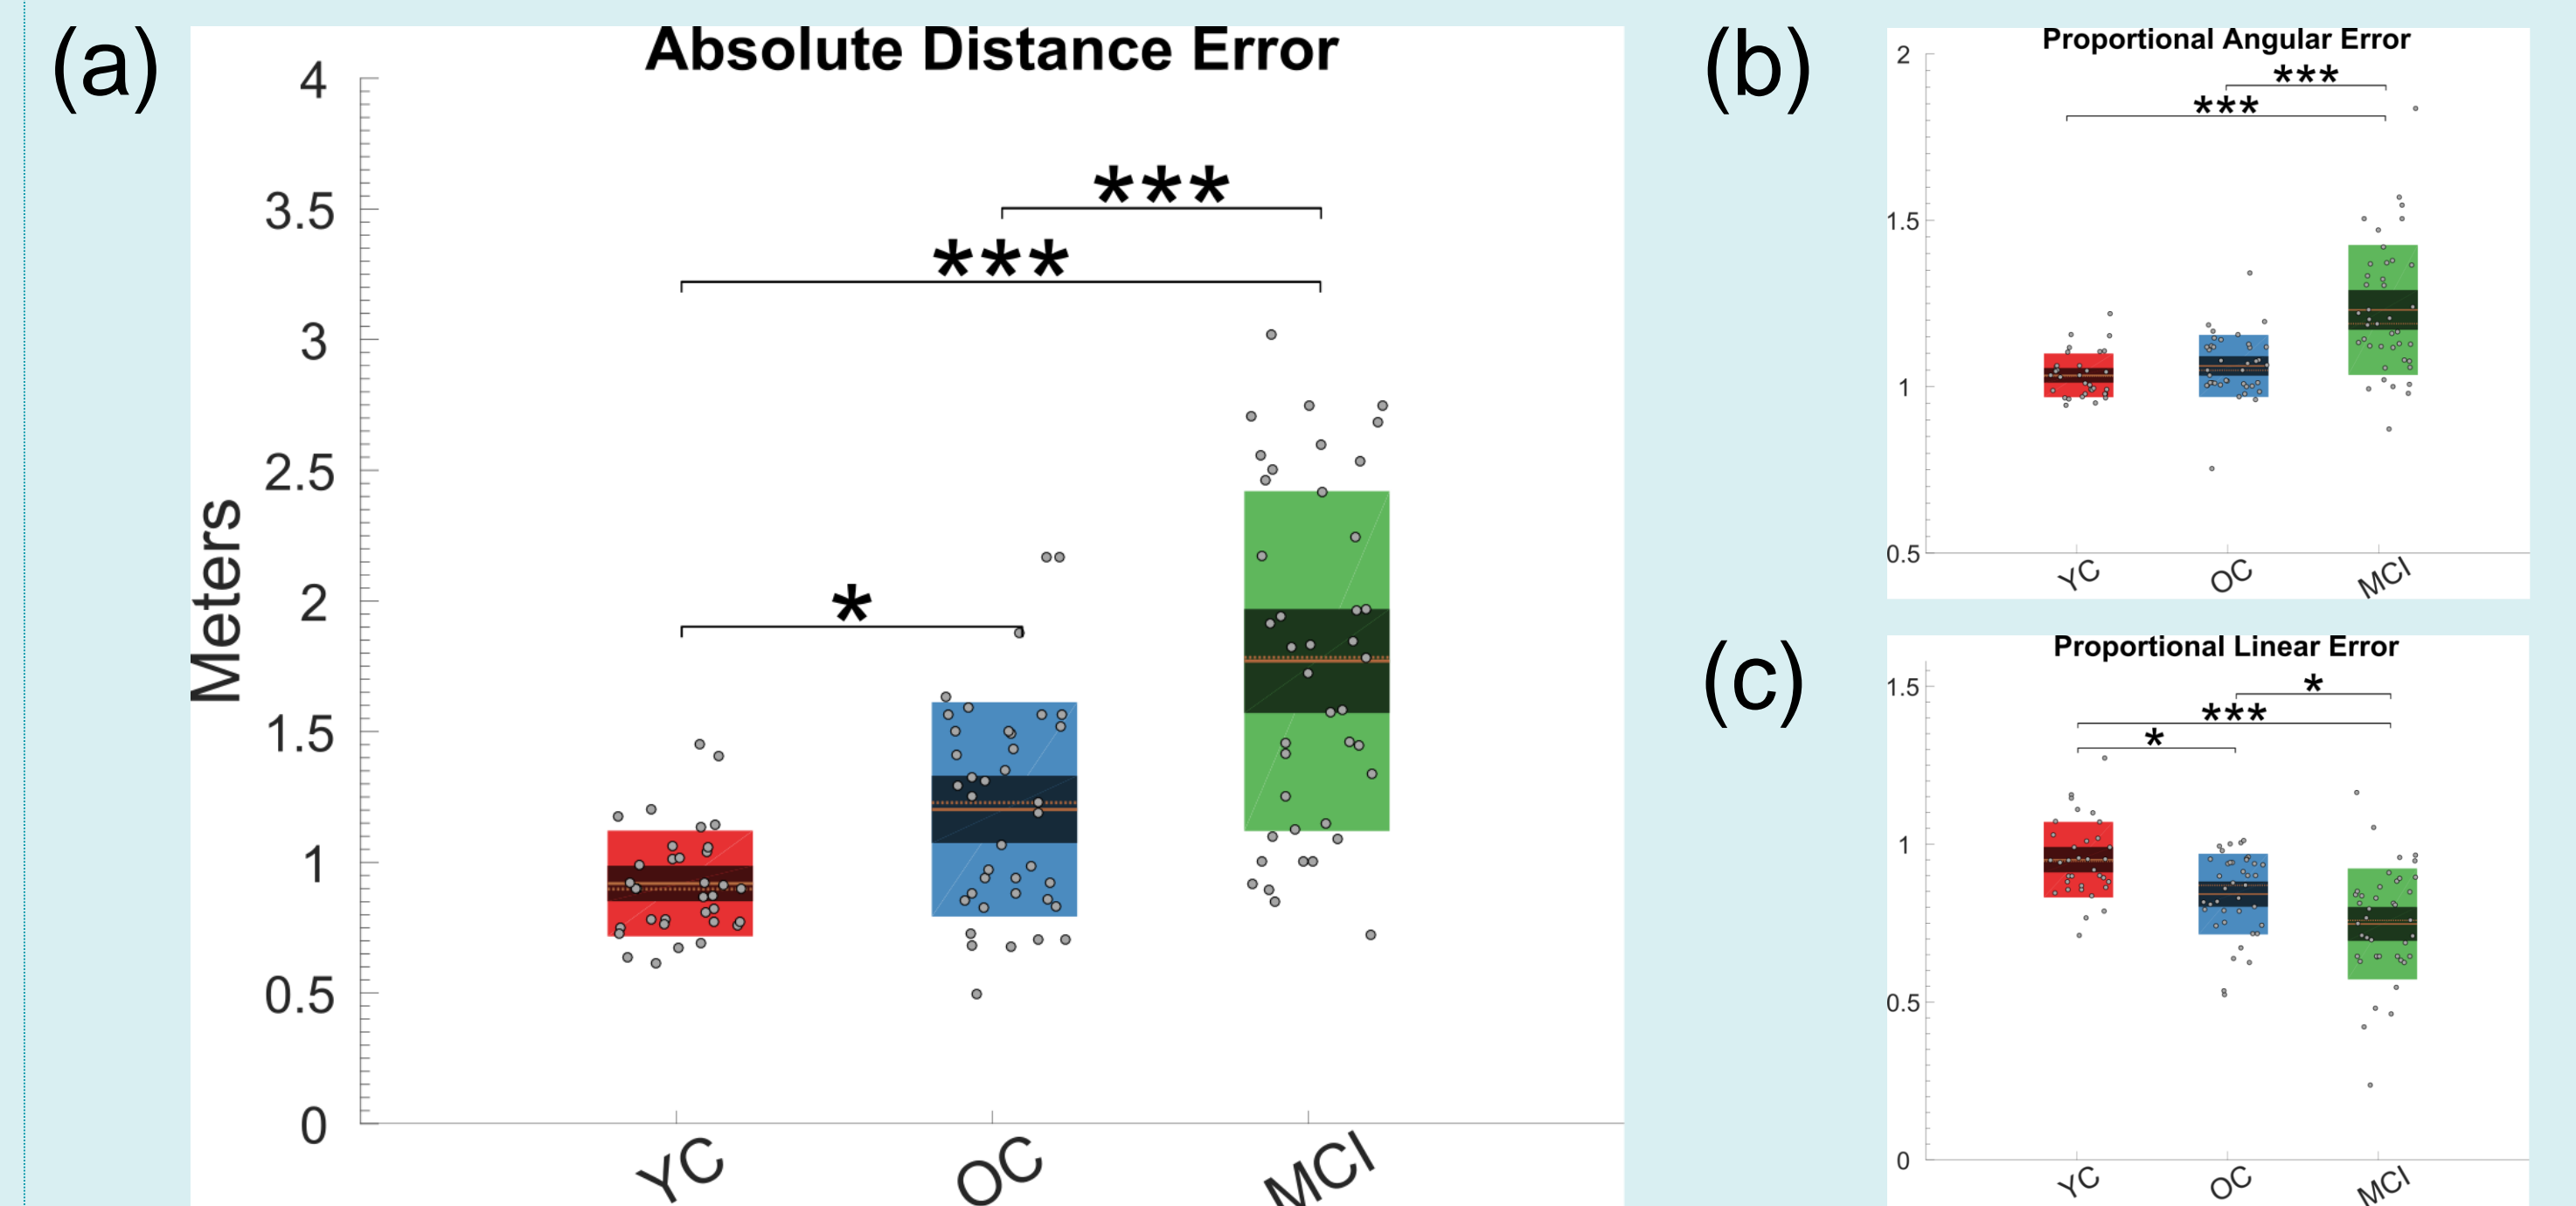 (a)
Absolute Distance Error
4
3.5
3
2.5
2
1.5
1
0.5
0
Meters
***
***
*
YC
OC
MCI
(b)
Proportional Angular Error
2
1.5
1
0.5
***
***
YC
OC
MCI
(c)
Proportional Linear Error
1.5
1
0.5
0
*
***
*
YC
OC
MCI